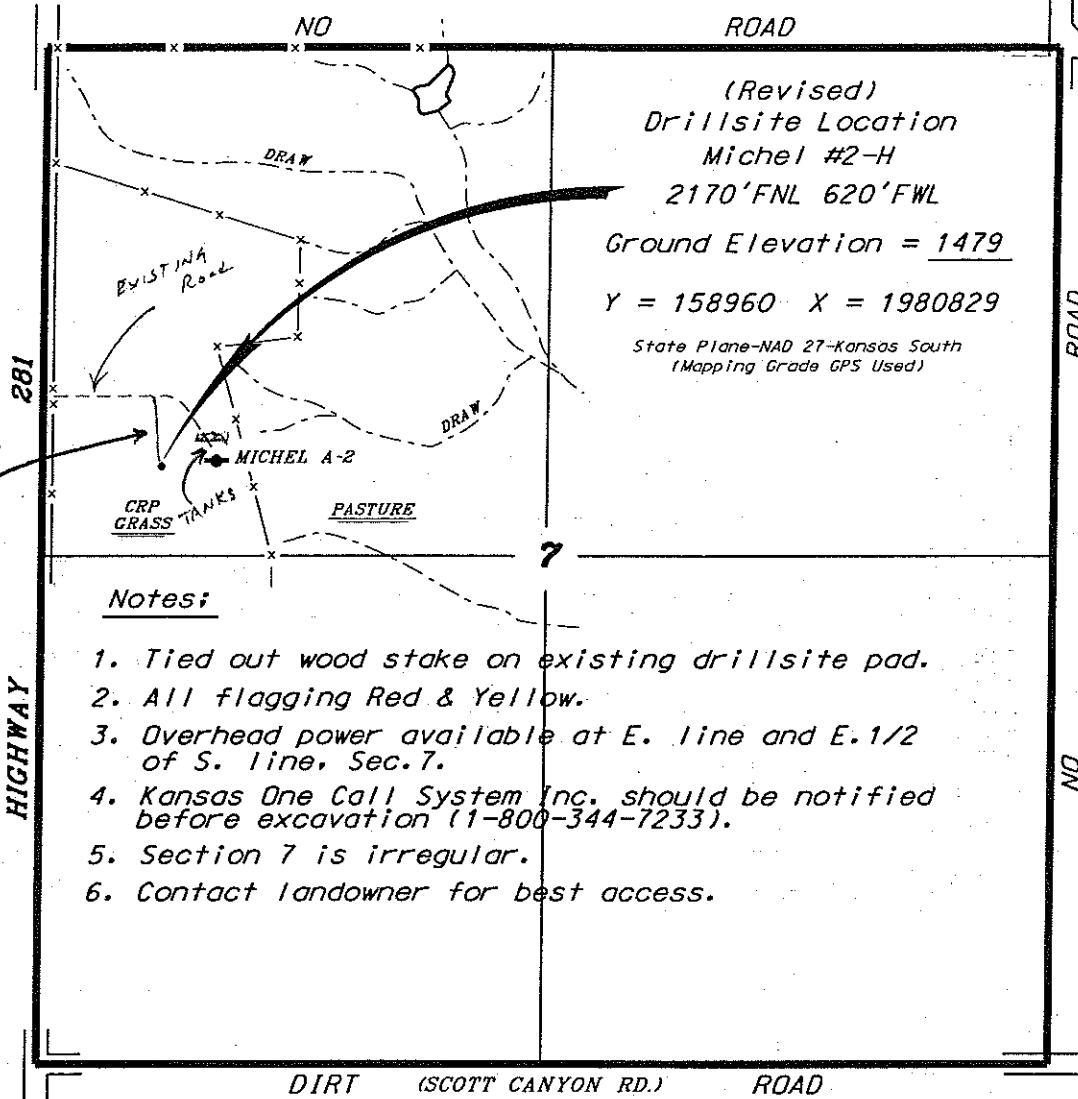 NO ROAD
(Revised)
Drillsite Location
Michel #2-H
2170'FNL 620'FWL
Ground Elevation = 1479
Y = 158960 X = 1980829
State Plane-NAD 27-Kansas South
(Mapping Grade GPS Used)
DRAW
EXISTING
Road
DRAW
MICHEL A-2
TANKS
CRP
GRASS
PASTURE
7
HIGHWAY 281
NO ROAD
Notes:
1. Tied out wood stake on existing drillsite pad.
2. All flagging Red & Yellow.
3. Overhead power available at E. line and E.1/2
of S. line, Sec.7.
4. Kansas One Call System Inc. should be notified
before excavation (1-800-344-7233).
5. Section 7 is irregular.
6. Contact landowner for best access.
DIRT (SCOTT CANYON RD.) ROAD